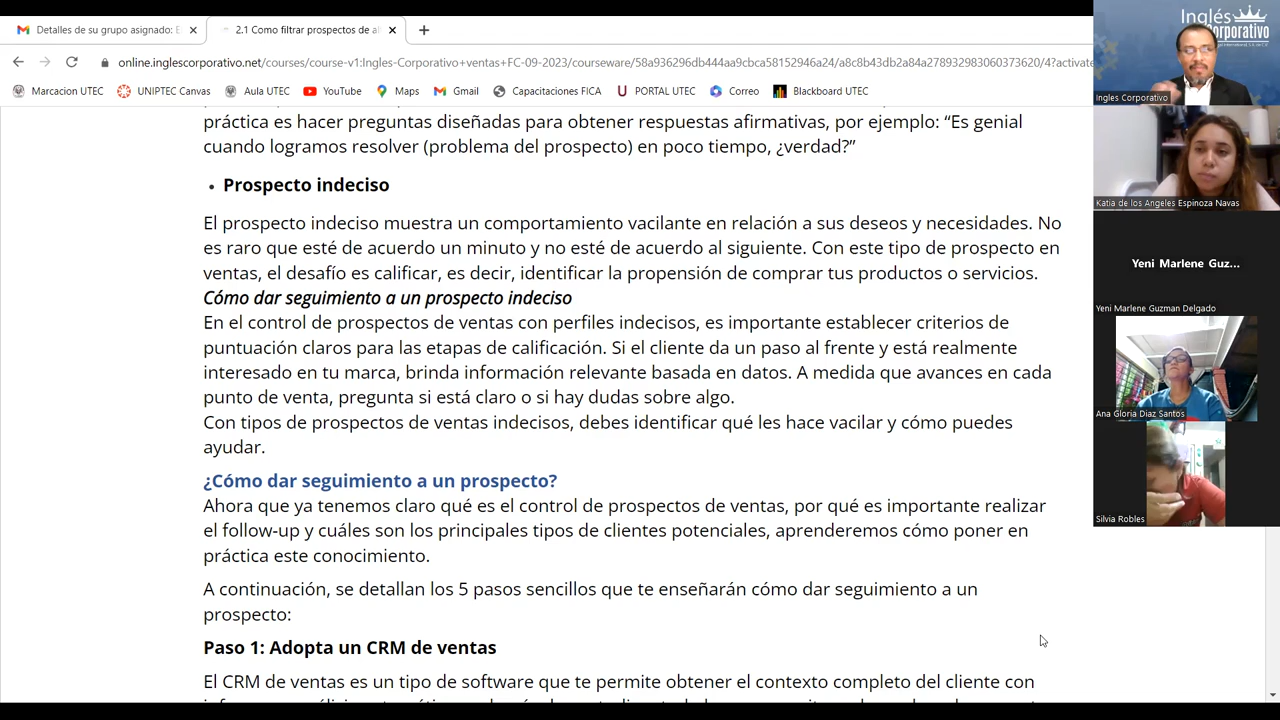 Detalles de su grupo asignado: E
2.1 Como filtrar prospectos de al
online.inglescorporativo.net/courses/course-v1:Ingles-Corporativo+ventas+FC-09-2023/courseware/58a936296db444aa9cbca58152946a24/a8c8b43db2a84a278932983060373620/4?activate
Marcacion UTEC
UNIPTEC Canvas
Aula UTEC
YouTube
Maps
Gmail
Capacitaciones FICA
PORTAL UTEC
Correo
Blackboard UTEC
práctica es hacer preguntas diseñadas para obtener respuestas afirmativas, por ejemplo: “Es genial
cuando logramos resolver (problema del prospecto) en poco tiempo, ¿verdad?”
• Prospecto indeciso
El prospecto indeciso muestra un comportamiento vacilante en relación a sus deseos y necesidades. No
es raro que esté de acuerdo un minuto y no esté de acuerdo al siguiente. Con este tipo de prospecto en
ventas, el desafío es calificar, es decir, identificar la propensión de comprar tus productos o servicios.
Cómo dar seguimiento a un prospecto indeciso
En el control de prospectos de ventas con perfiles indecisos, es importante establecer criterios de
puntuación claros para las etapas de calificación. Si el cliente da un paso al frente y está realmente
interesado en tu marca, brinda información relevante basada en datos. A medida que avances en cada
punto de venta, pregunta si está claro o si hay dudas sobre algo.
Con tipos de prospectos de ventas indecisos, debes identificar qué les hace vacilar y cómo puedes
ayudar.
¿Cómo dar seguimiento a un prospecto?
Ahora que ya tenemos claro qué es el control de prospectos de ventas, por qué es importante realizar
el follow-up y cuáles son los principales tipos de clientes potenciales, aprenderemos cómo poner en
práctica este conocimiento.
A continuación, se detallan los 5 pasos sencillos que te enseñarán cómo dar seguimiento a un
prospecto:
Paso 1: Adopta un CRM de ventas
El CRM de ventas es un tipo de software que te permite obtener el contexto completo del cliente con
Inglés
Corporativo
Ingles Corporativo
Katia de los Angeles Espinoza Navas
Yeni Marlene Guz...
Yeni Marlene Guzman Delgado
Ana Gloria Diaz Santos
Silvia Robles